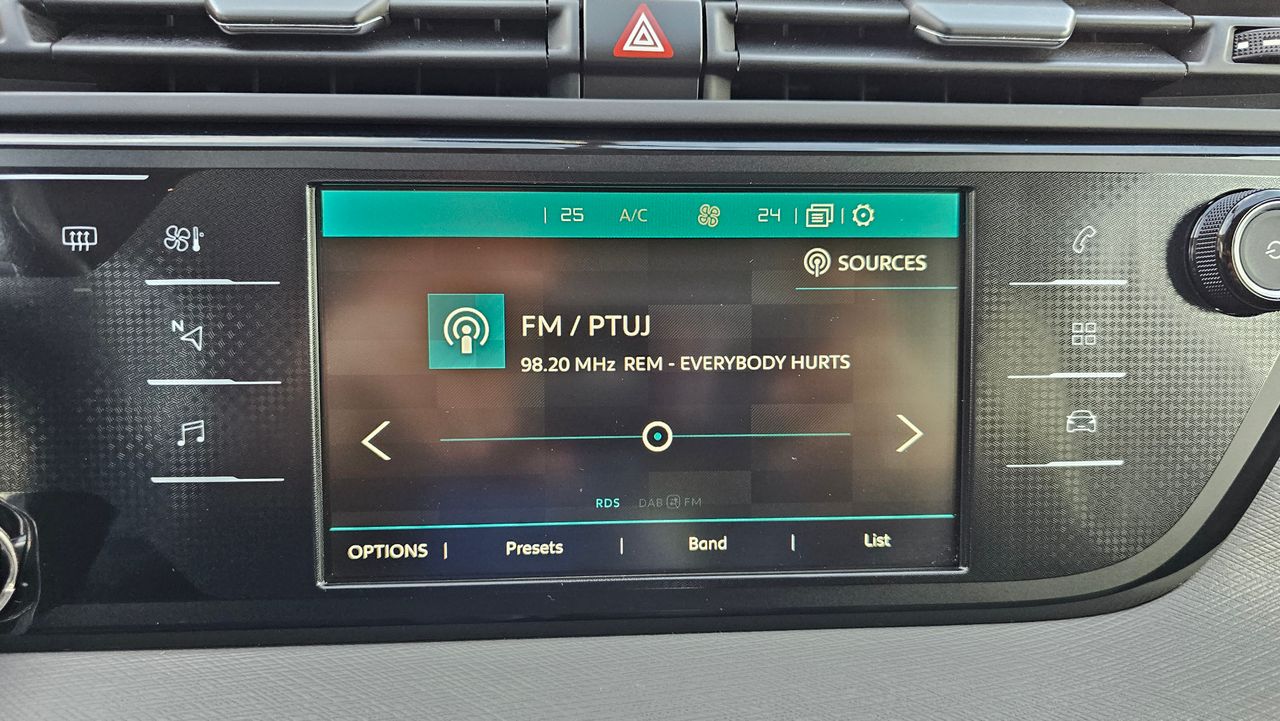 25 A/C 24
SOURCES
N
FM / PTUJ
98.20 MHz REM - EVERYBODY HURTS
RDS DAB FM
OPTIONS | Presets | Band | List